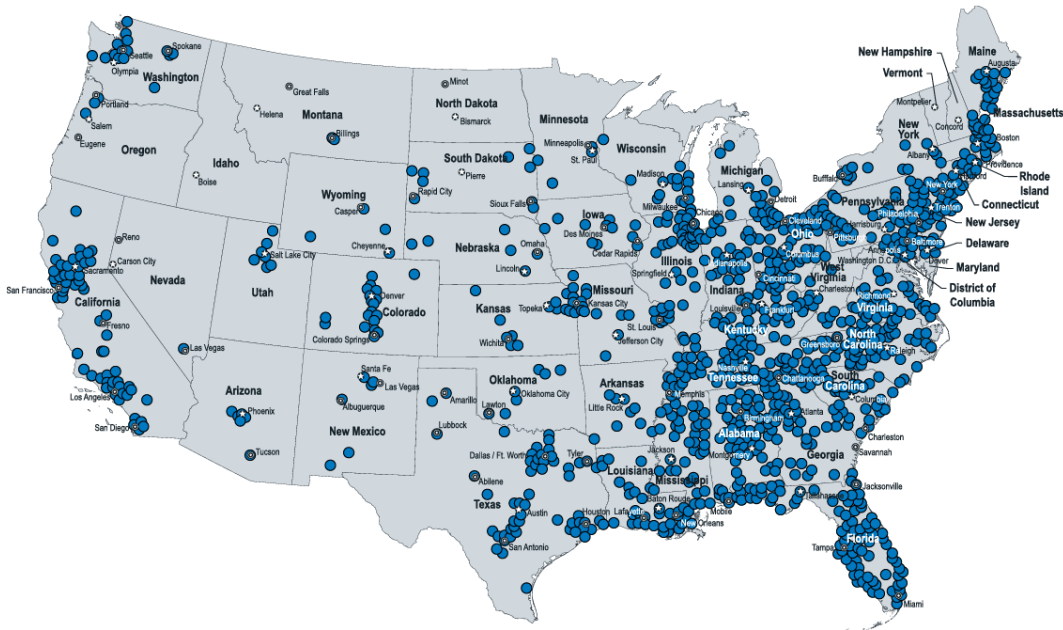 Seattle
Spokane
Olympia
Washington
Portland
Salem
Eugene
Oregon
Great Falls
Helena
Montana
Billings
Idaho
Boise
Minot
North Dakota
Bismarck
South Dakota
Pierre
Rapid City
Sioux Falls
Wyoming
Casper
Cheyenne
Minnesota
Minneapolis
St. Paul
Wisconsin
Madison
Milwaukee
Michigan
Lansing
Detroit
Chicago
New Hampshire
Vermont
Maine
Augusta
Montpelier
Concord
Massachusetts
Boston
New
York
Albany
Buffalo
Providence
Hartford
Rhode
Island
Connecticut
New York
Trenton
New Jersey
Pennsylvania
Philadelphia
Harrisburg
Pittsburg
Baltimore
Annapolis
Dover
Delaware
Washington D.C.
Maryland
District of
Columbia
Cleveland
Ohio
Columbus
Cincinnati
West
Virginia
Charleston
Richmond
Virginia
Indianapolis
Indiana
Illinois
Springfield
Iowa
Des Moines
Cedar Rapids
Nebraska
Omaha
Lincoln
Reno
Carson City
Nevada
Sacramento
San Francisco
California
Fresno
Los Angeles
San Diego
Las Vegas
Salt Lake City
Utah
Denver
Colorado
Colorado Springs
Kansas
Topeka
Wichita
Missouri
Kansas City
St. Louis
Jefferson City
Louisville
Frankfurt
Kentucky
Nashville
Tennessee
Chattanooga
Memphis
Greensboro
North
Carolina
Raleigh
South
Carolina
Columbia
Charleston
Arizona
Phoenix
Tucson
Santa Fe
Las Vegas
Albuquerque
New Mexico
Oklahoma
Oklahoma City
Lawton
Amarillo
Lubbock
Arkansas
Little Rock
Birmingham
Alabama
Montgomery
Atlanta
Georgia
Savannah
Jackson
Mississippi
Dallas / Ft. Worth
Tyler
Abilene
Texas
Austin
San Antonio
Houston
Louisiana
Baton Rouge
Lafayette
New Orleans
Mobile
Tallahassee
Jacksonville
Florida
Tampa
Miami